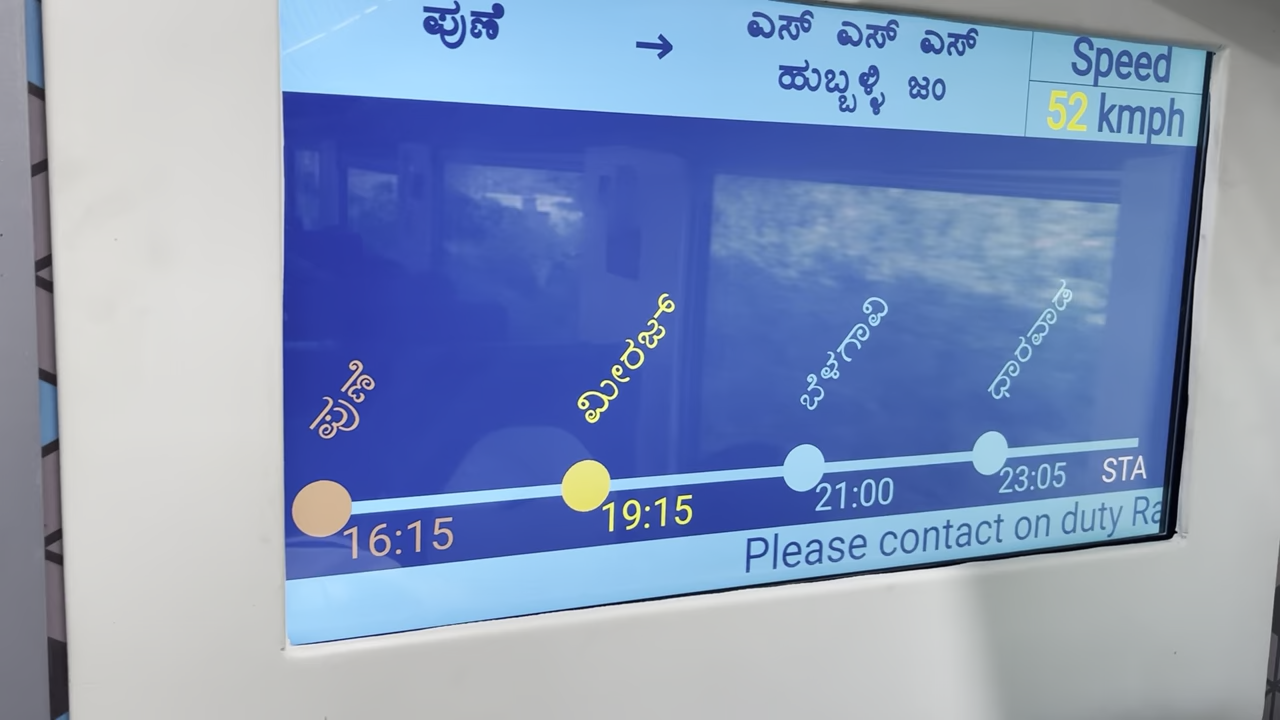 ಪುಣೆ → ಎಸ್ ಎಸ್ ಎಸ್
ಹುಬ್ಬಳ್ಳಿ ಜಂ
Speed
52 kmph
ಪುಣೆ
ಮೀರಜ್
ಬೆಳಗಾವಿ
ಧಾರವಾಡ
16:15
19:15
21:00
23:05
STA
Please contact on duty Ra